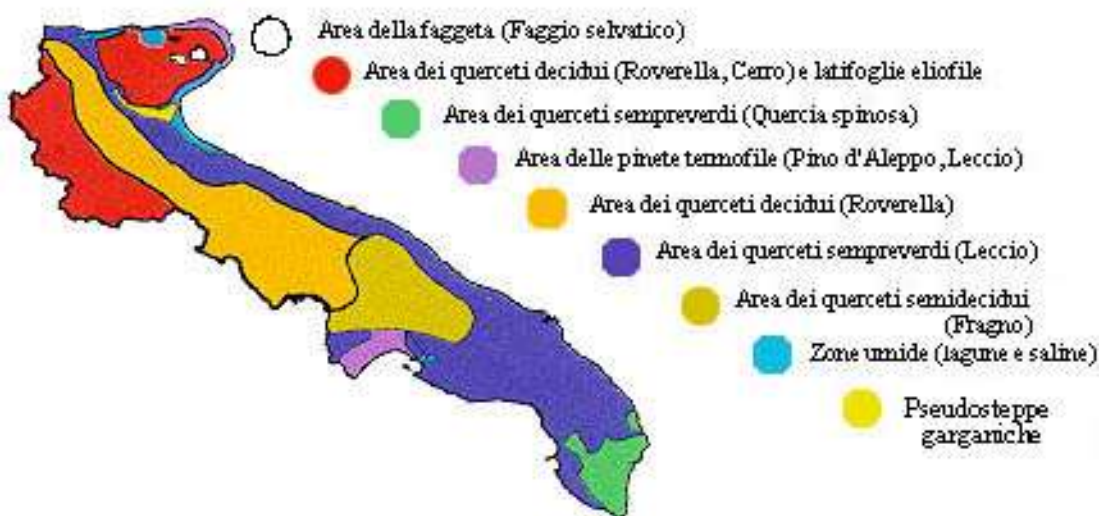 Area della faggeta (Faggio selvatico)
Area dei querceti decidui (Roverella, Cerro) e latifoglie eliofile
Area dei querceti sempreverdi (Quercia spinosa)
Area delle pinete termofile (Pino d'Aleppo, Leccio)
Area dei querceti decidui (Roverella)
Area dei querceti sempreverdi (Leccio)
Area dei querceti semidecidui
(Fragno)
Zone umide (lagune e saline)
Pseudosteppe
garganiche